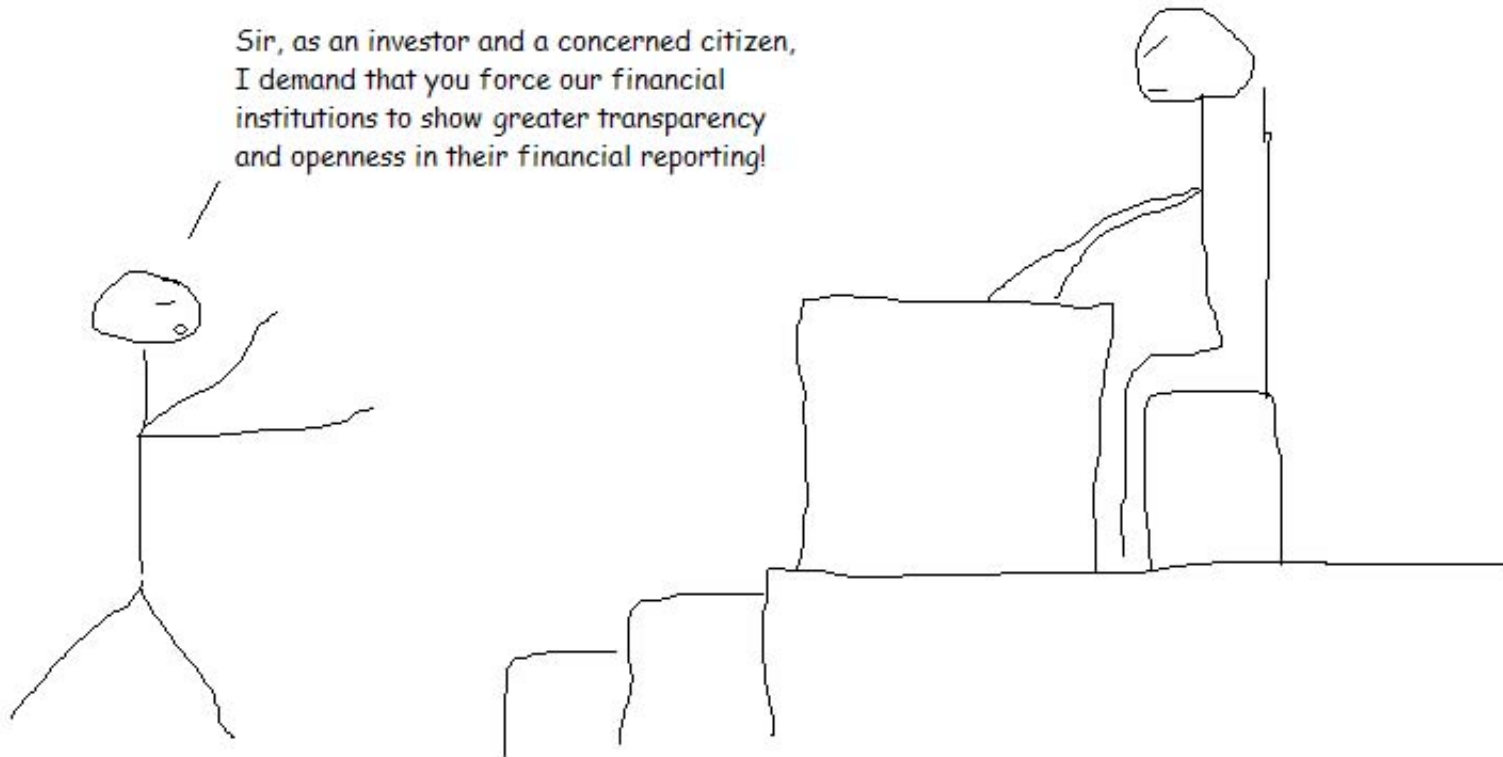 Sir, as an investor and a concerned citizen,
I demand that you force our financial
institutions to show greater transparency
and openness in their financial reporting!